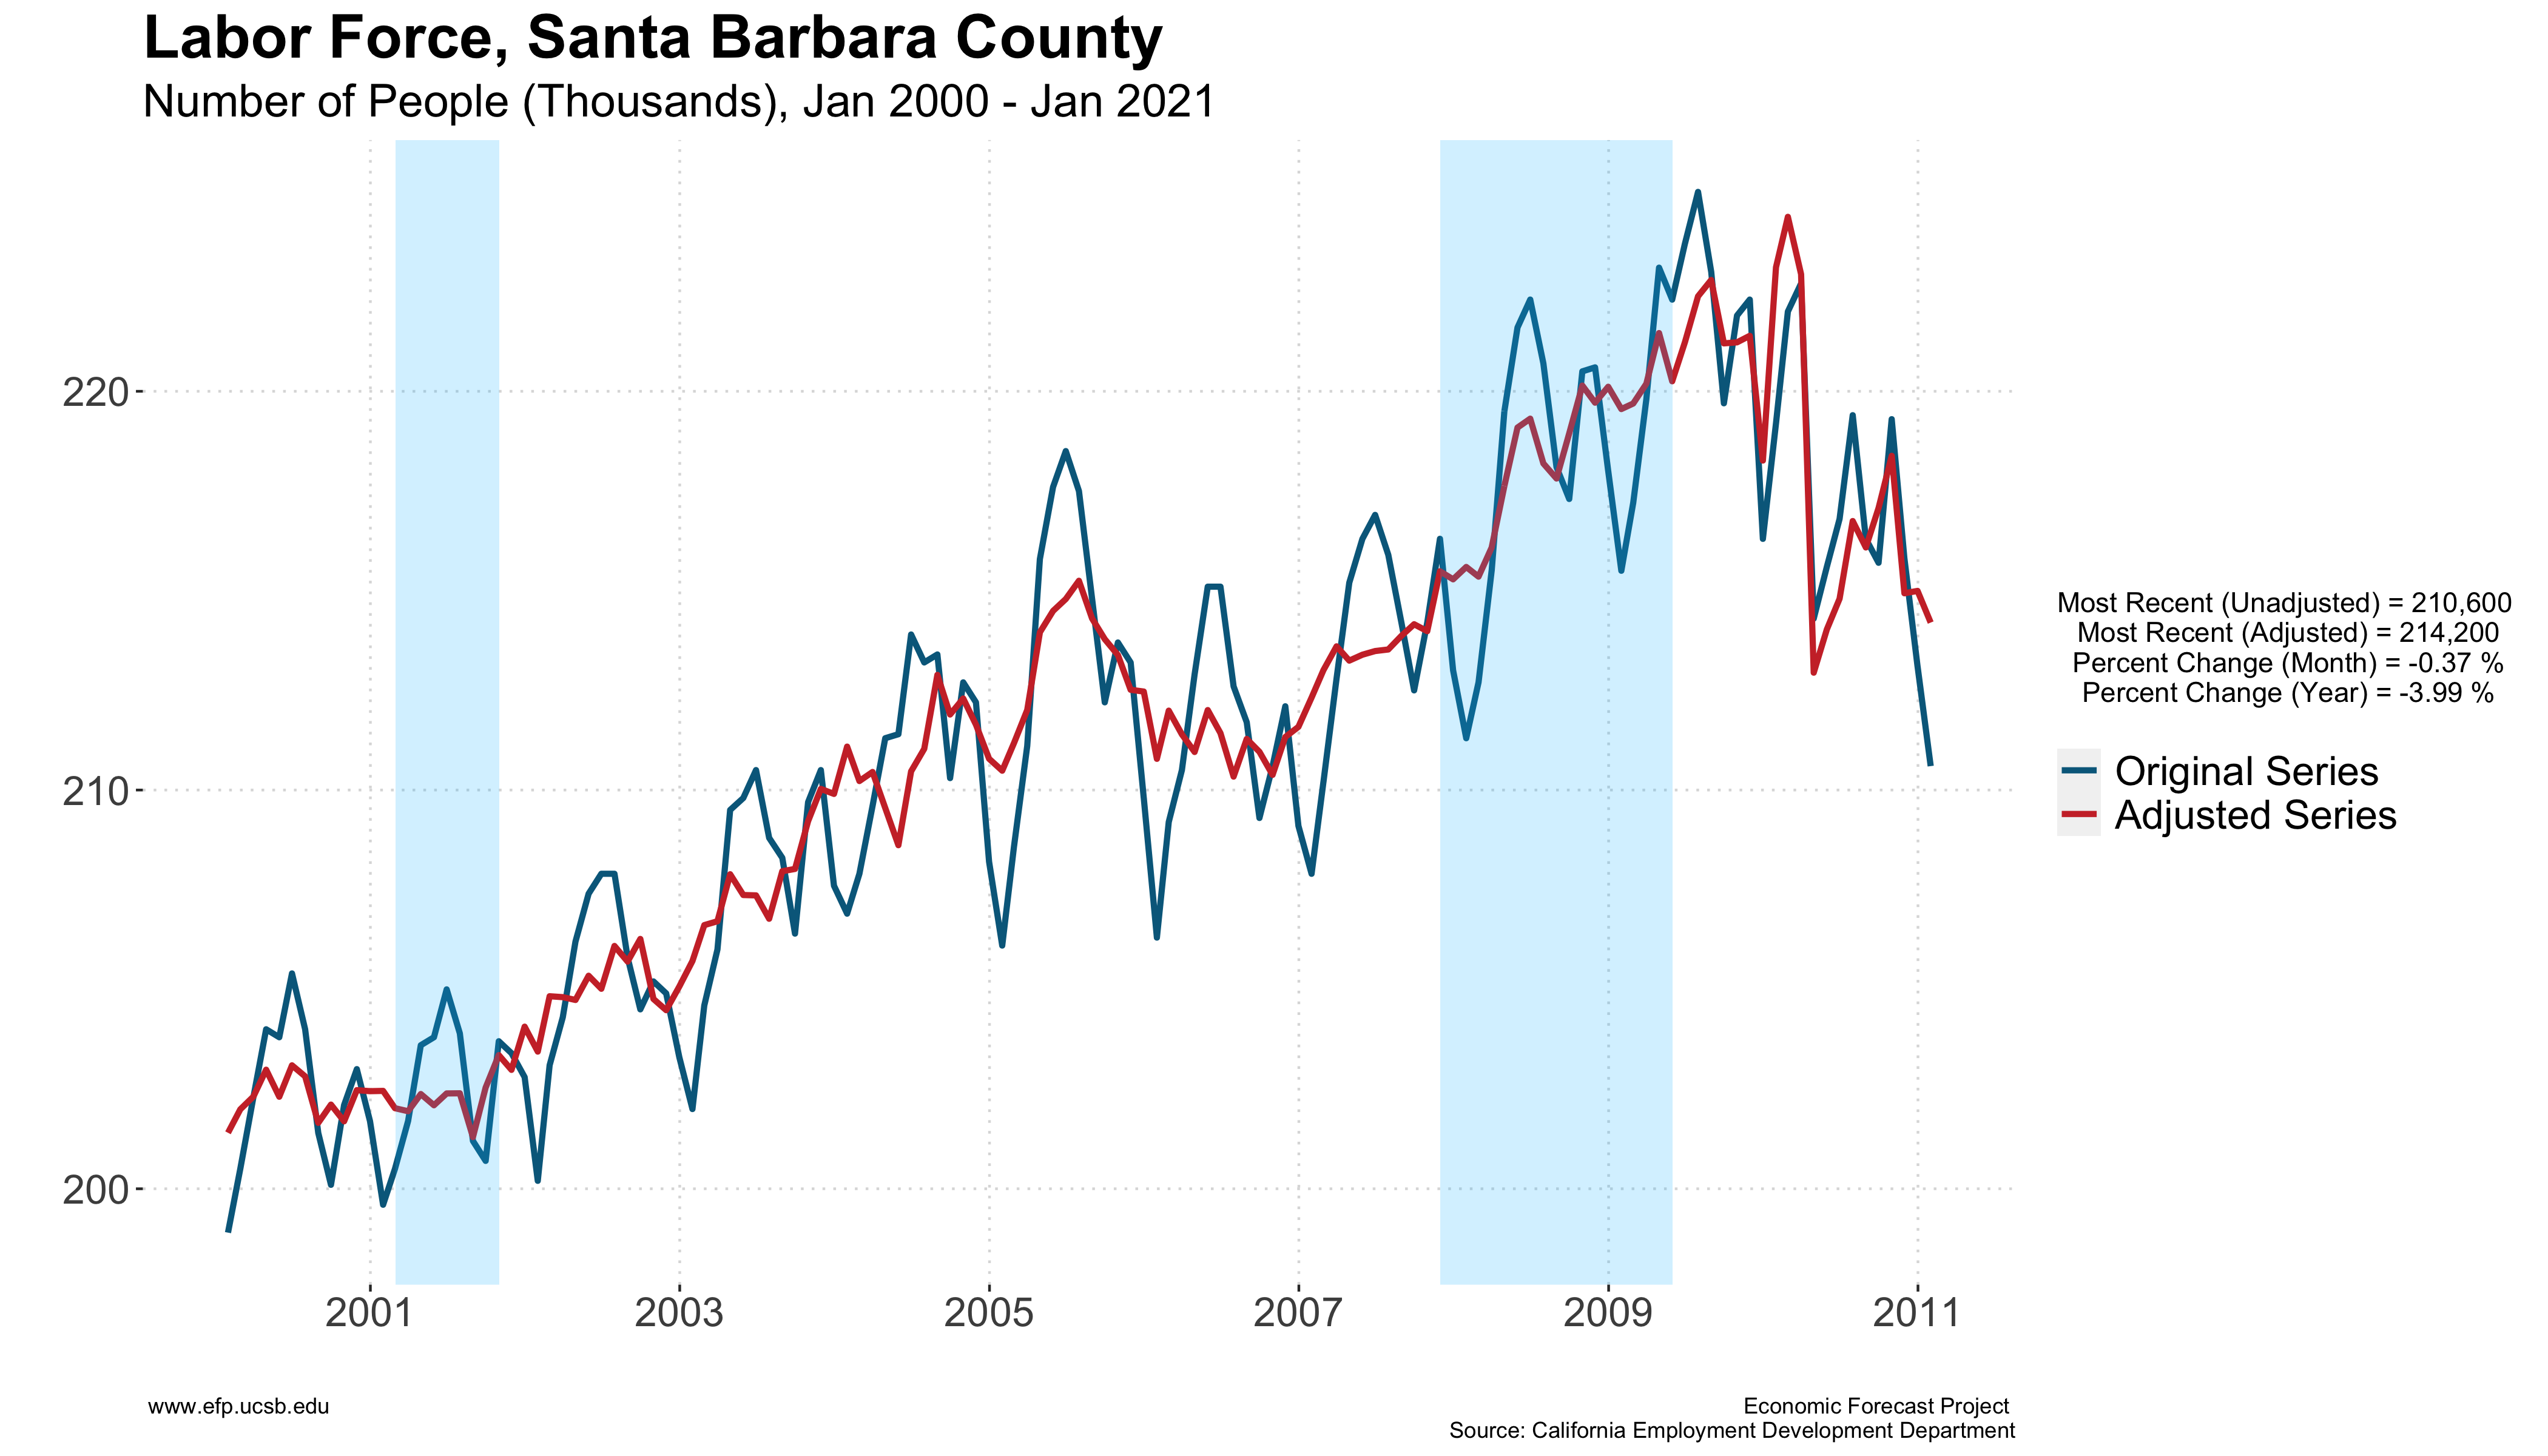 Labor Force, Santa Barbara County
Number of People (Thousands), Jan 2000 - Jan 2021
220
210
200
2001
2003
2005
2007
2009
2011
Most Recent (Unadjusted) = 210,600
Most Recent (Adjusted) = 214,200
Percent Change (Month) = -0.37 %
Percent Change (Year) = -3.99 %
Original Series
Adjusted Series
www.efp.ucsb.edu
Economic Forecast Project
Source: California Employment Development Department